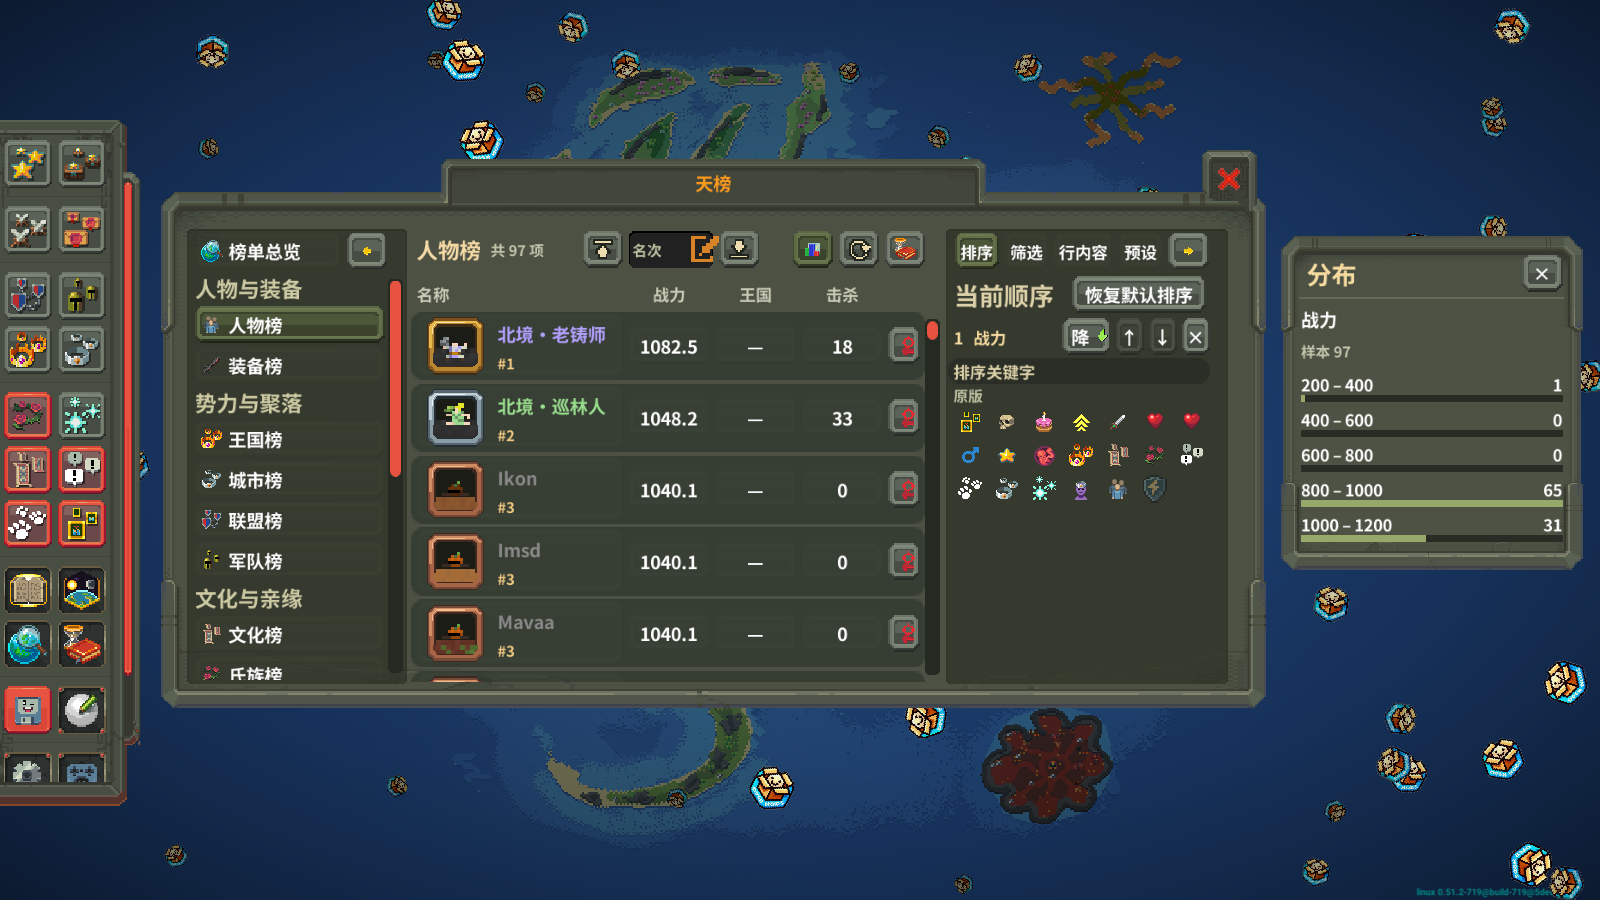 天榜
榜单总览
人物与装备
人物榜
装备榜
势力与聚落
王国榜
城市榜
联盟榜
军队榜
文化与亲缘
文化榜
氏族榜
人物榜 共 97 项
名次
名称 战力 王国 击杀
北境·老铸师
#1
1082.5 — 18
北境·巡林人
#2
1048.2 — 33
Ikon
#3
1040.1 — 0
Imsd
#3
1040.1 — 0
Mavaa
#3
1040.1 — 0
排序 筛选 行内容 预设
当前顺序 恢复默认排序
1 战力 降
排序关键字
原版
分布
战力
样本 97
200 – 400 1
400 – 600 0
600 – 800 0
800 – 1000 65
1000 – 1200 31